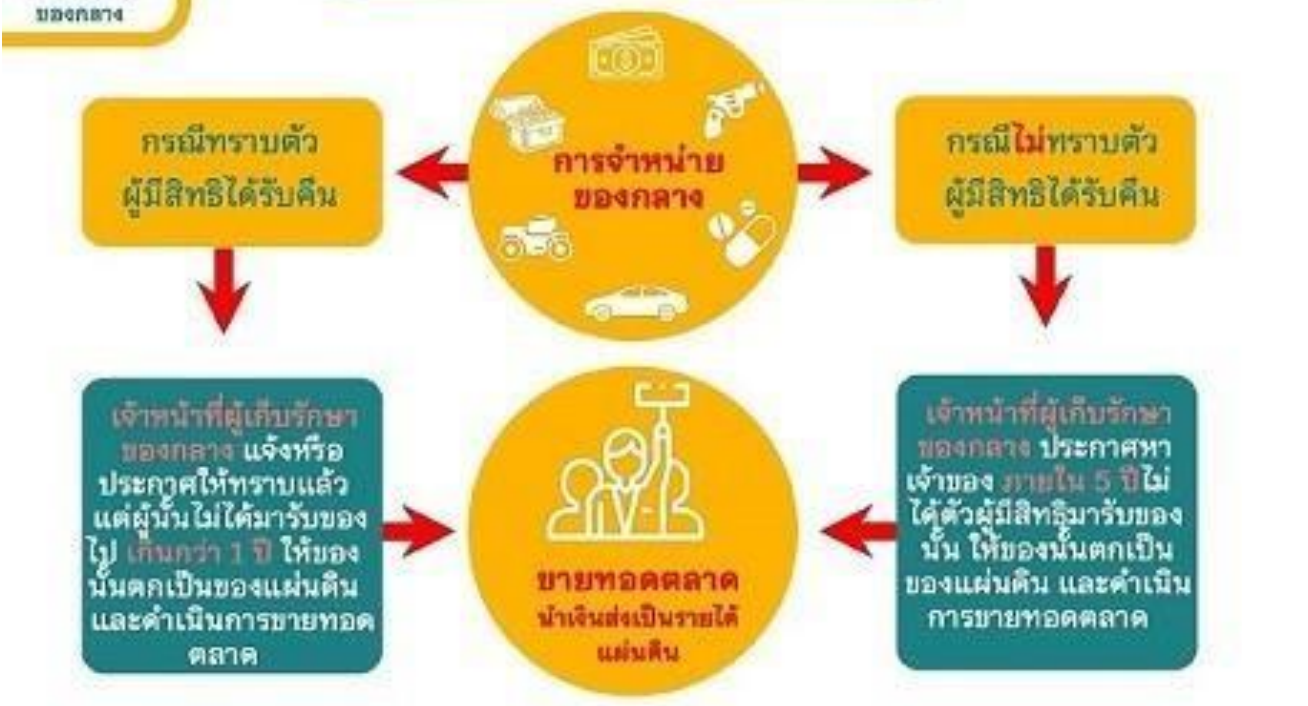 ของกลาง
การจำหน่าย
ของกลาง
กรณีทราบตัว
ผู้มีสิทธิได้รับคืน
กรณีไม่ทราบตัว
ผู้มีสิทธิได้รับคืน
เจ้าหน้าที่ผู้เก็บรักษา
ของกลาง แจ้งหรือ
ประกาศให้ทราบแล้ว
แต่ผู้นั้นไม่ได้มารับของ
ไป เกินกว่า 1 ปี ให้ของ
นั้นตกเป็นของแผ่นดิน
และดำเนินการขายทอด
ตลาด
เจ้าหน้าที่ผู้เก็บรักษา
ของกลาง ประกาศหา
เจ้าของ ภายใน 5 ปีไม่
ได้ตัวผู้มีสิทธิมารับของ
นั้น ให้ของนั้นตกเป็น
ของแผ่นดิน และดำเนิน
การขายทอดตลาด
ขายทอดตลาด
นำเงินส่งเป็นรายได้
แผ่นดิน